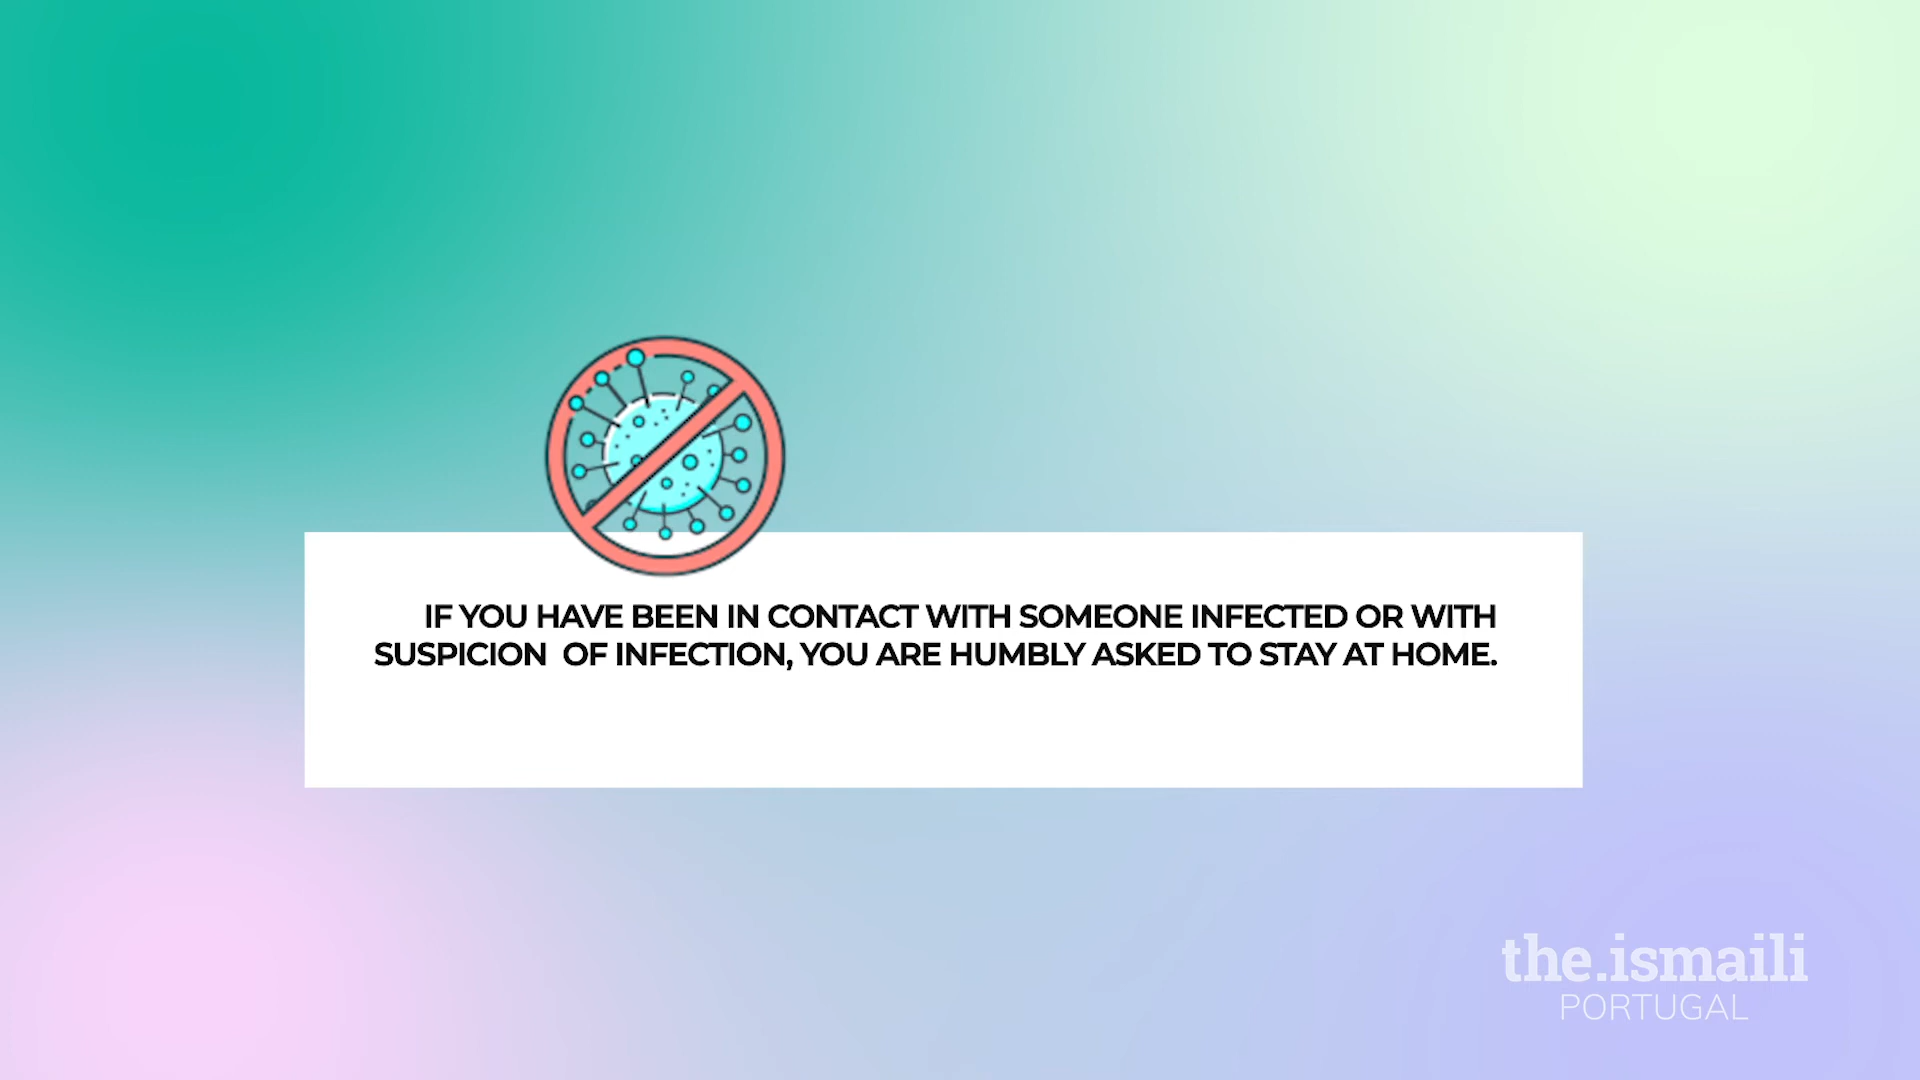 IF YOU HAVE BEEN IN CONTACT WITH SOMEONE INFECTED OR WITH
SUSPICION  OF INFECTION, YOU ARE HUMBLY ASKED TO STAY AT HOME.
the.ismaili
PORTUGAL